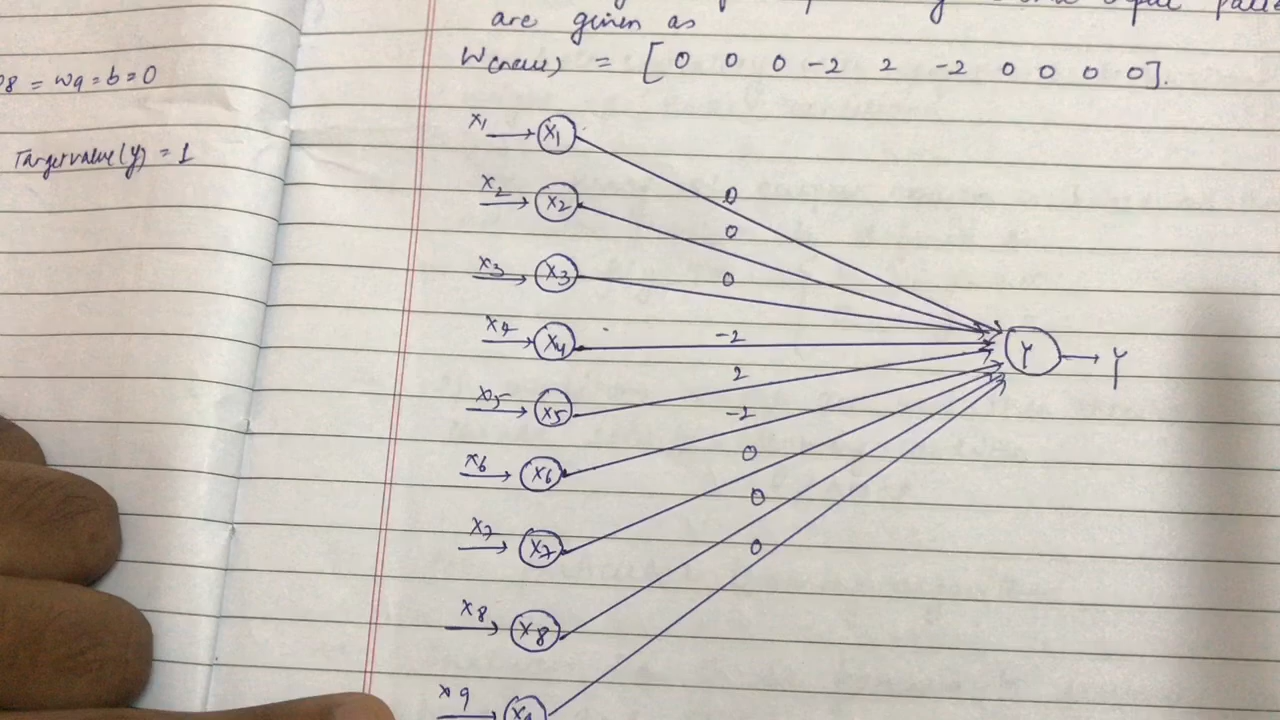 are given as
W(new) = [ 0 0 0 -2 2 -2 0 0 0 0 ].
8 = w9 = b = 0
Target value (y) = 1
x1 → X1
0
x2 → X2
0
x3 → X3
0
x4 → X4
-2
Y → Y
x5 → X5
2
x6 → X6
-2
x7 → X7
0
x8 → X8
0
x9
0